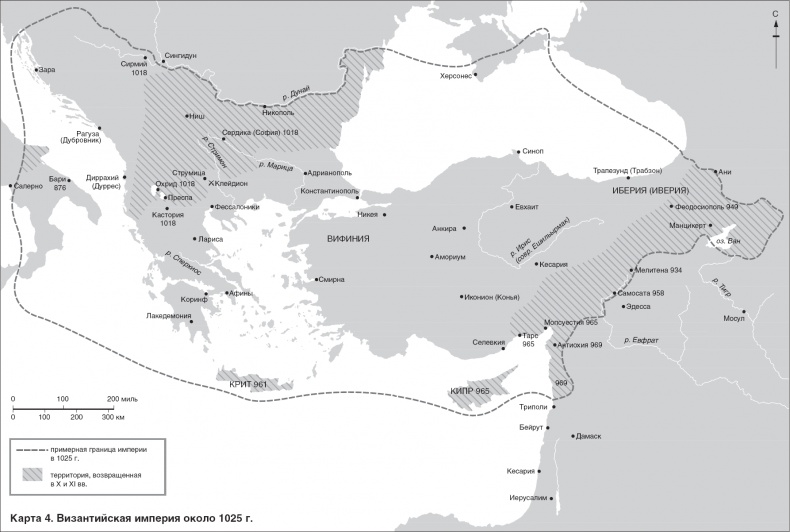 С
Сингидун
Сирмий
1018
Зара
Херсонес
р. Дунай
Никополь
Ниш
Рагуза
(Дубровник)
Сердика (София) 1018
р. Стримон
р. Марица
Синоп
Трапезунд (Трабзон)
Ани
Бари
876
Салерно
Диррахий
(Дуррес)
Струмица
Охрид 1018
Клейдион
Адрианополь
Константинополь
Преспа
Кастория
1018
Фессалоники
Никея
ИБЕРИЯ (ИВЕРИЯ)
Феодосиополь 949
Манцикерт
оз. Ван
Евхаит
Анкира
р. Ирис
(совр. Ешильырмак)
ВИФИНИЯ
Лариса
Амориум
Кесария
Мелитена 934
р. Сперхиос
Смирна
Иконион (Конья)
Самосата 958
Эдесса
р. Тигр
Мосул
Коринф
Афины
Лакедемония
Мопсуестия 965
Тарс
965
Селевкия
Антиохия 969
р. Евфрат
КРИТ 961
КИПР 965
969
Триполи
Бейрут
Дамаск
Кесария
Иерусалим
0 100 200 миль
0 100 200 300 км
примерная граница империи
в 1025 г.
территория, возвращенная
в X и XI вв.
Карта 4. Византийская империя около 1025 г.